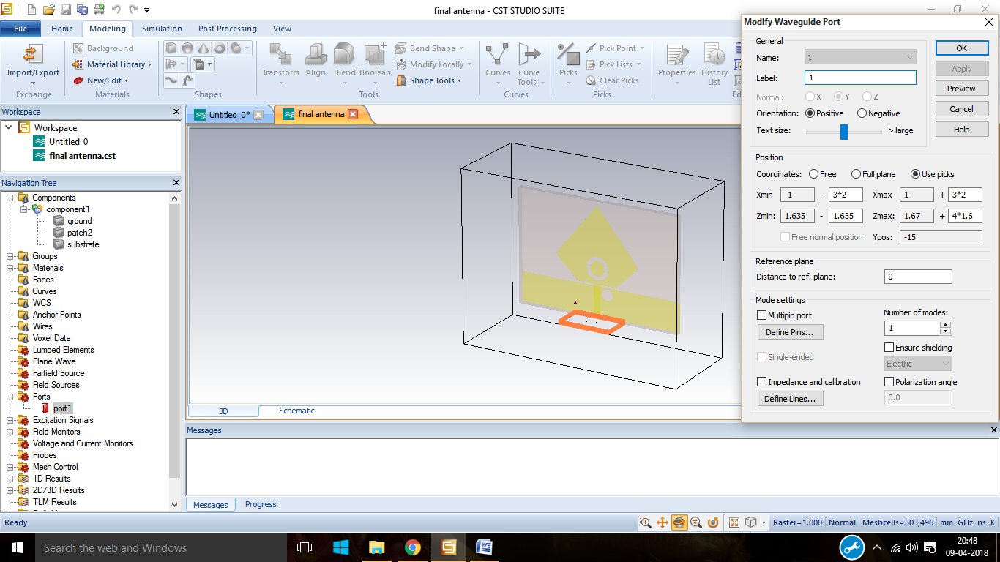 final antenna - CST STUDIO SUITE
File Home Modeling Simulation Post Processing View
Import/Export
Exchange
Background
Material Library
New/Edit
Materials
Shapes
Transform Align Blend Boolean
Bend Shape
Modify Locally
Shape Tools
Tools
Curves Curve Tools
Curves
Picks
Pick Point
Pick Lists
Clear Picks
Picks
Properties History List
Workspace
Workspace
Untitled_0
final antenna.cst
Navigation Tree
Components
component1
ground
patch2
substrate
Groups
Materials
Faces
Curves
WCS
Anchor Points
Wires
Voxel Data
Lumped Elements
Plane Wave
Farfield Source
Field Sources
Ports
port1
Excitation Signals
Field Monitors
Voltage and Current Monitors
Probes
Mesh Control
1D Results
2D/3D Results
TLM Results
Untitled_0* final antenna
3D Schematic
Messages
Messages Progress
Modify Waveguide Port
General
Name: 1
Label: 1
Normal: X Y Z
Orientation: Positive Negative
Text size: > large
OK
Apply
Preview
Cancel
Help
Position
Coordinates: Free Full plane Use picks
Xmin -1 - 3*2 Xmax 1 + 3*2
Zmin: 1.635 - 1.635 Zmax: 1.67 + 4*1.6
Free normal position Ypos: -15
Reference plane
Distance to ref. plane: 0
Mode settings
Multipin port
Define Pins...
Single-ended
Impedance and calibration
Define Lines...
Number of modes:
1
Ensure shielding
Electric
Polarization angle
0.0
Ready
Raster=1.000 Normal Meshcells=503,496 mm GHz ns K
Search the web and Windows
20:48
09-04-2018